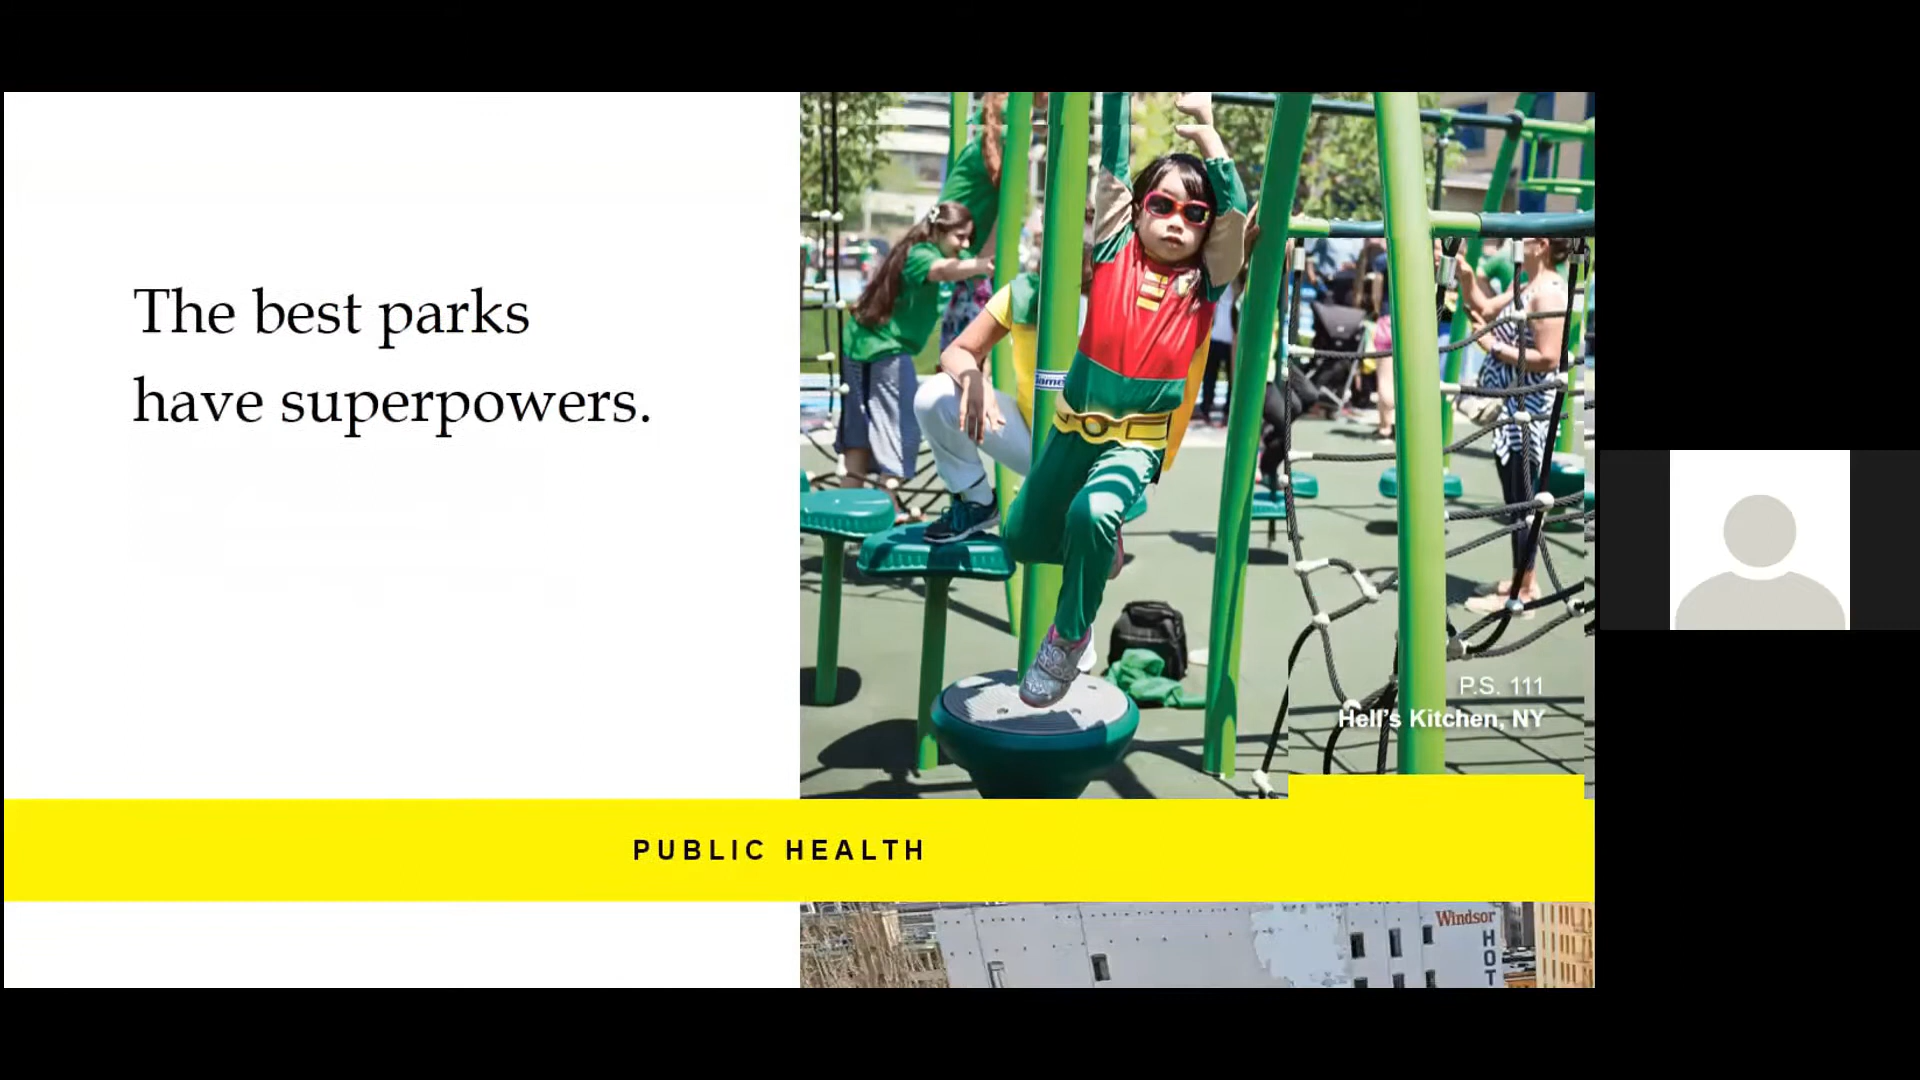 The best parks
have superpowers.
P.S. 111
Hell's Kitchen, NY
PUBLIC HEALTH
Windsor
HOT